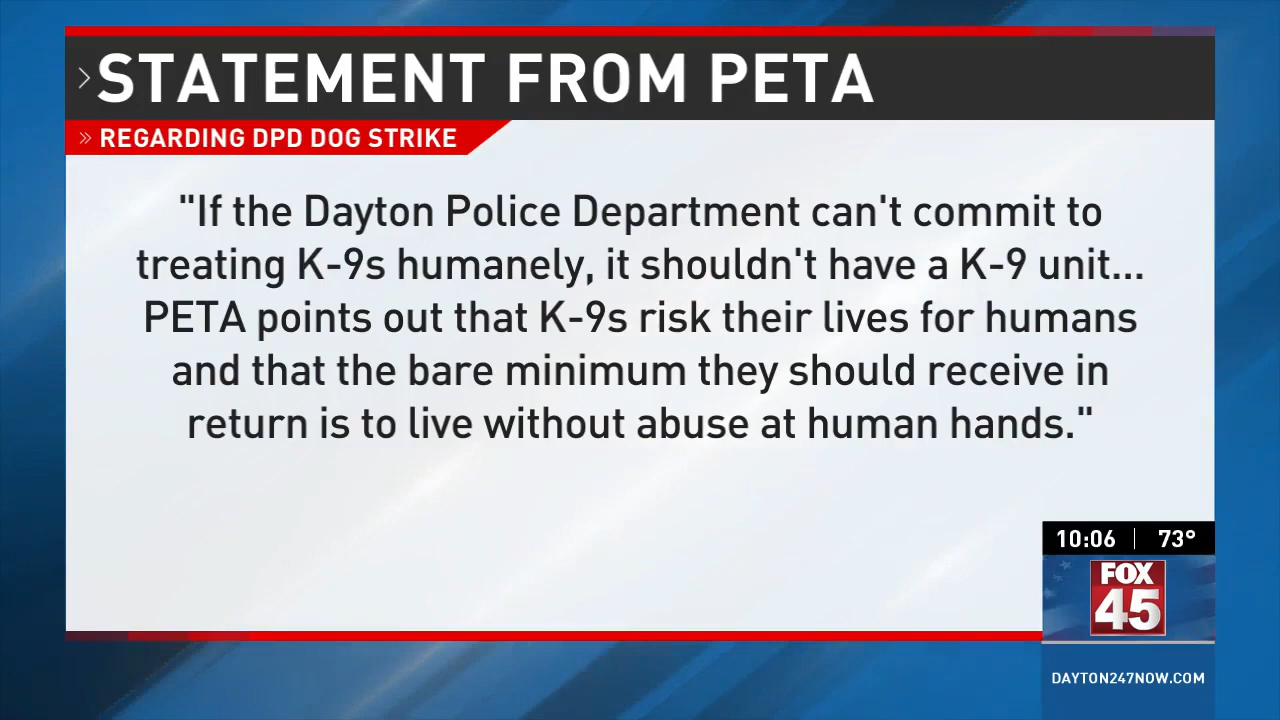 STATEMENT FROM PETA
REGARDING DPD DOG STRIKE
"If the Dayton Police Department can't commit to
treating K-9s humanely, it shouldn't have a K-9 unit...
PETA points out that K-9s risk their lives for humans
and that the bare minimum they should receive in
return is to live without abuse at human hands."
10:06 | 73°
FOX
45
DAYTON247NOW.COM